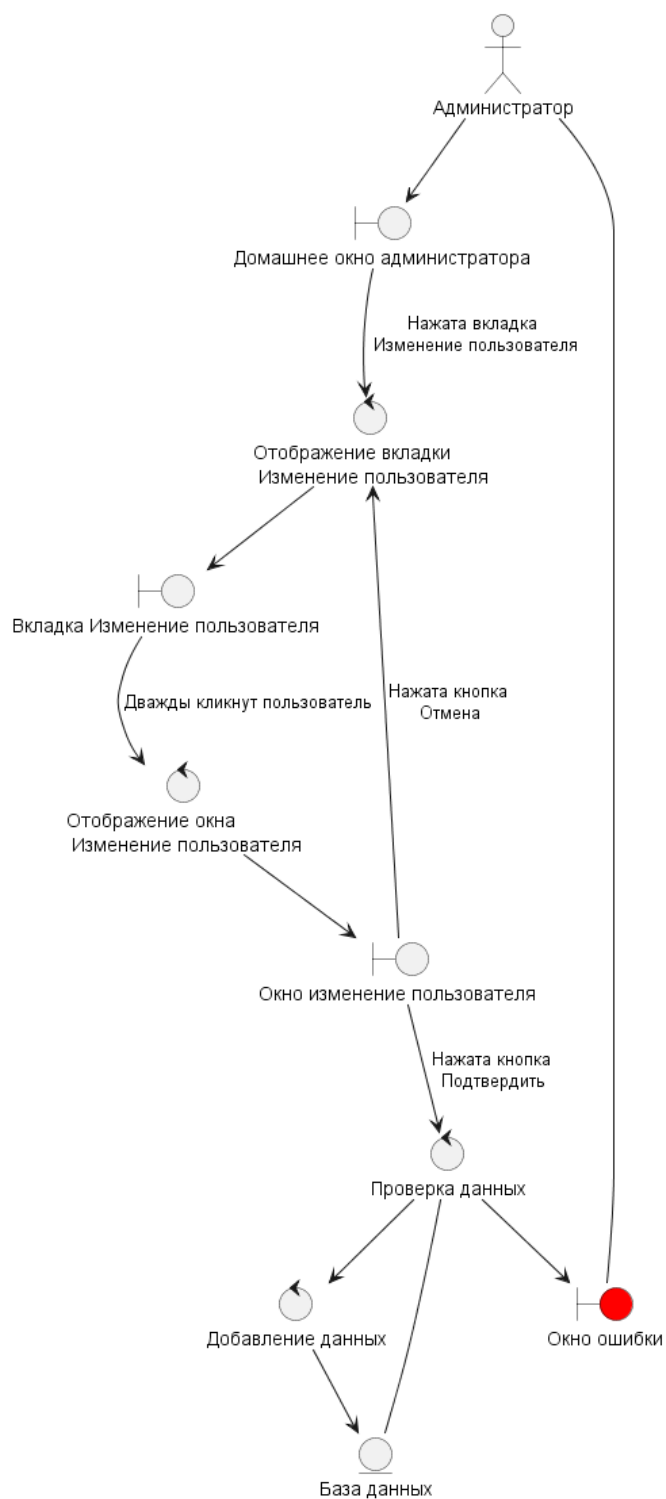 Администратор
Домашнее окно администратора
Нажата вкладка
Изменение пользователя
Отображение вкладки
Изменение пользователя
Вкладка Изменение пользователя
Дважды кликнут пользователь
Нажата кнопка
Отмена
Отображение окна
Изменение пользователя
Окно изменение пользователя
Нажата кнопка
Подтвердить
Проверка данных
Добавление данных
Окно ошибки
База данных